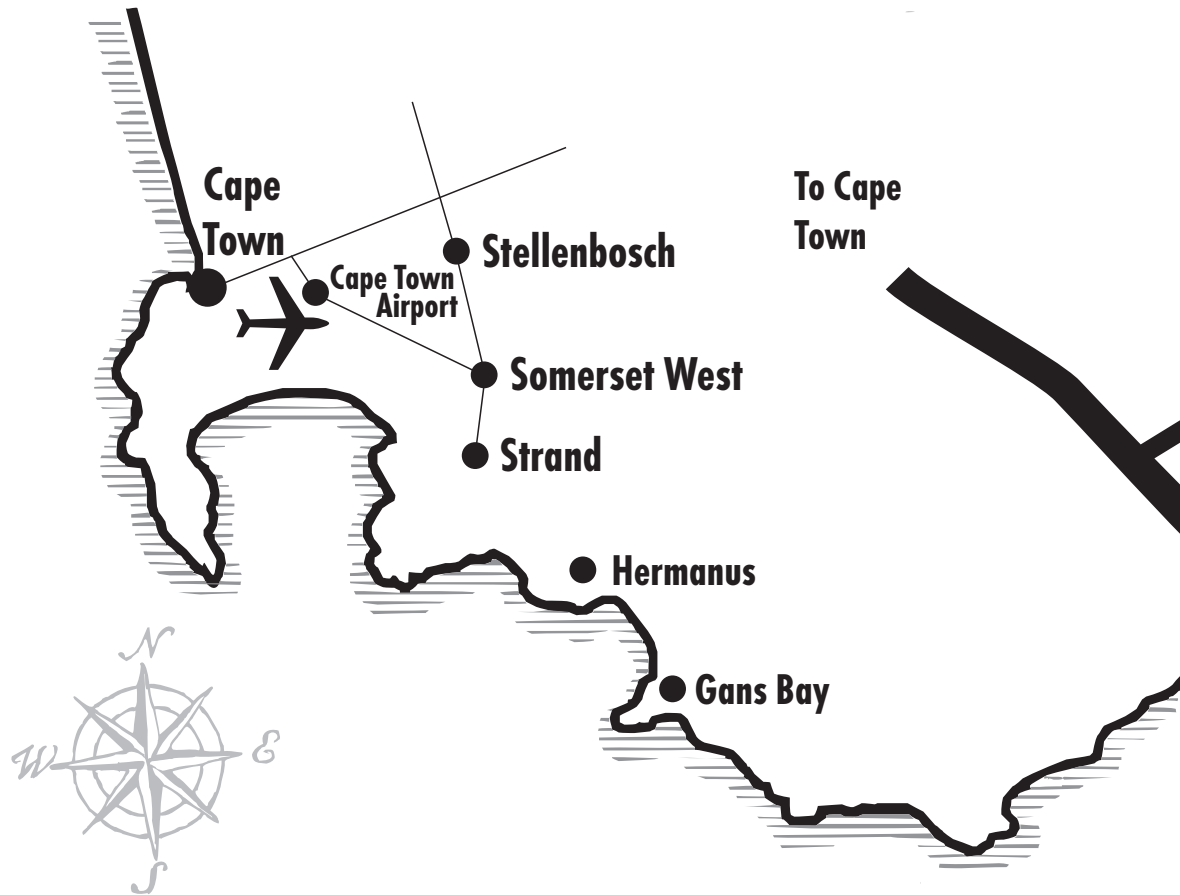 Cape
Town
To Cape
Town
Stellenbosch
Cape Town
Airport
Somerset West
Strand
Hermanus
Gans Bay
N
W
E
S